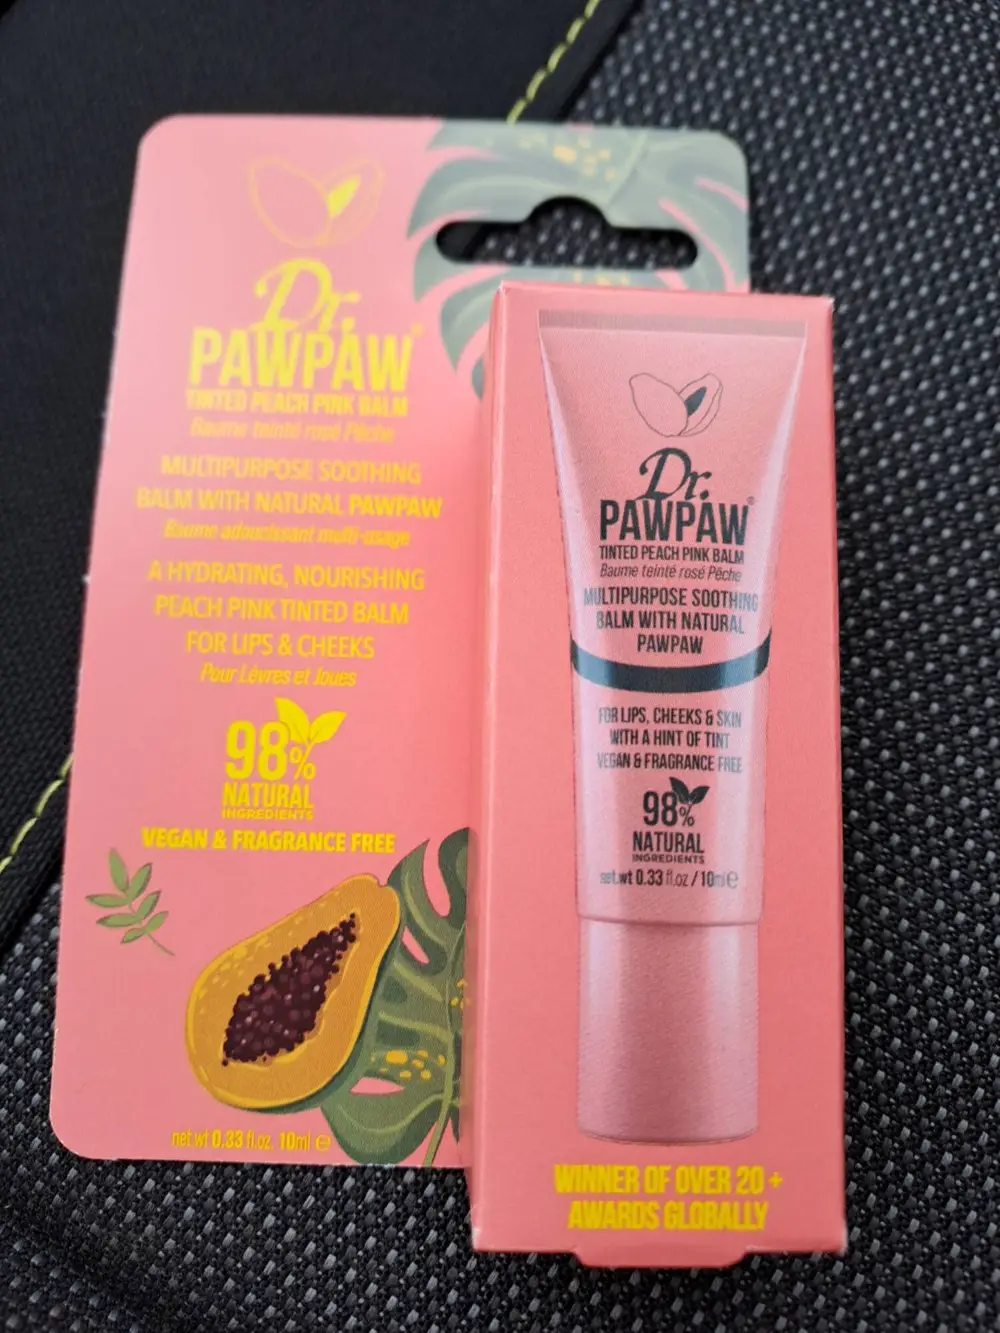 Dr.
PAWPAW®
TINTED PEACH PINK BALM
Baume teinté rosé Pêche
MULTIPURPOSE SOOTHING
BALM WITH NATURAL PAWPAW
Baume adoucissant multi-usage
A HYDRATING, NOURISHING
PEACH PINK TINTED BALM
FOR LIPS & CHEEKS
Pour Lèvres et Joues
98%
NATURAL
INGREDIENTS
VEGAN & FRAGRANCE FREE
net.wt 0.33 fl.oz. 10ml ℮
Dr.
PAWPAW®
TINTED PEACH PINK BALM
Baume teinté rosé Pêche
MULTIPURPOSE SOOTHING
BALM WITH NATURAL
PAWPAW
FOR LIPS, CHEEKS & SKIN
WITH A HINT OF TINT
VEGAN & FRAGRANCE FREE
98%
NATURAL
INGREDIENTS
net.wt 0.33 fl.oz / 10ml℮
WINNER OF OVER 20 +
AWARDS GLOBALLY